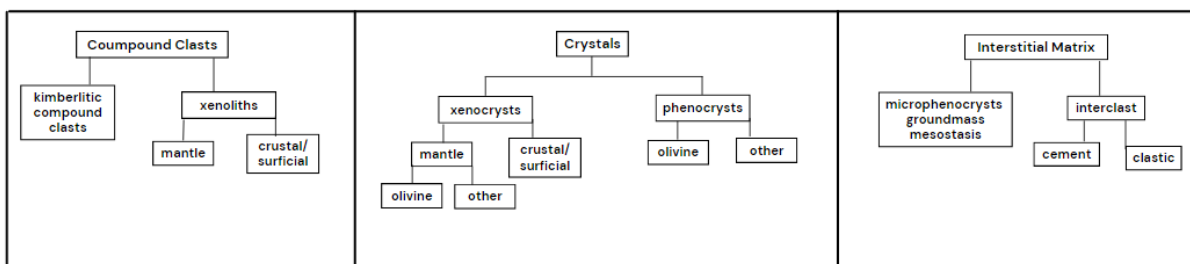 Coumpound Clasts
kimberlitic
compound
clasts
xenoliths
mantle
crustal/
surficial
Crystals
xenocrysts
phenocrysts
mantle
crustal/
surficial
olivine
other
olivine
other
Interstitial Matrix
microphenocrysts
groundmass
mesostasis
interclast
cement
clastic